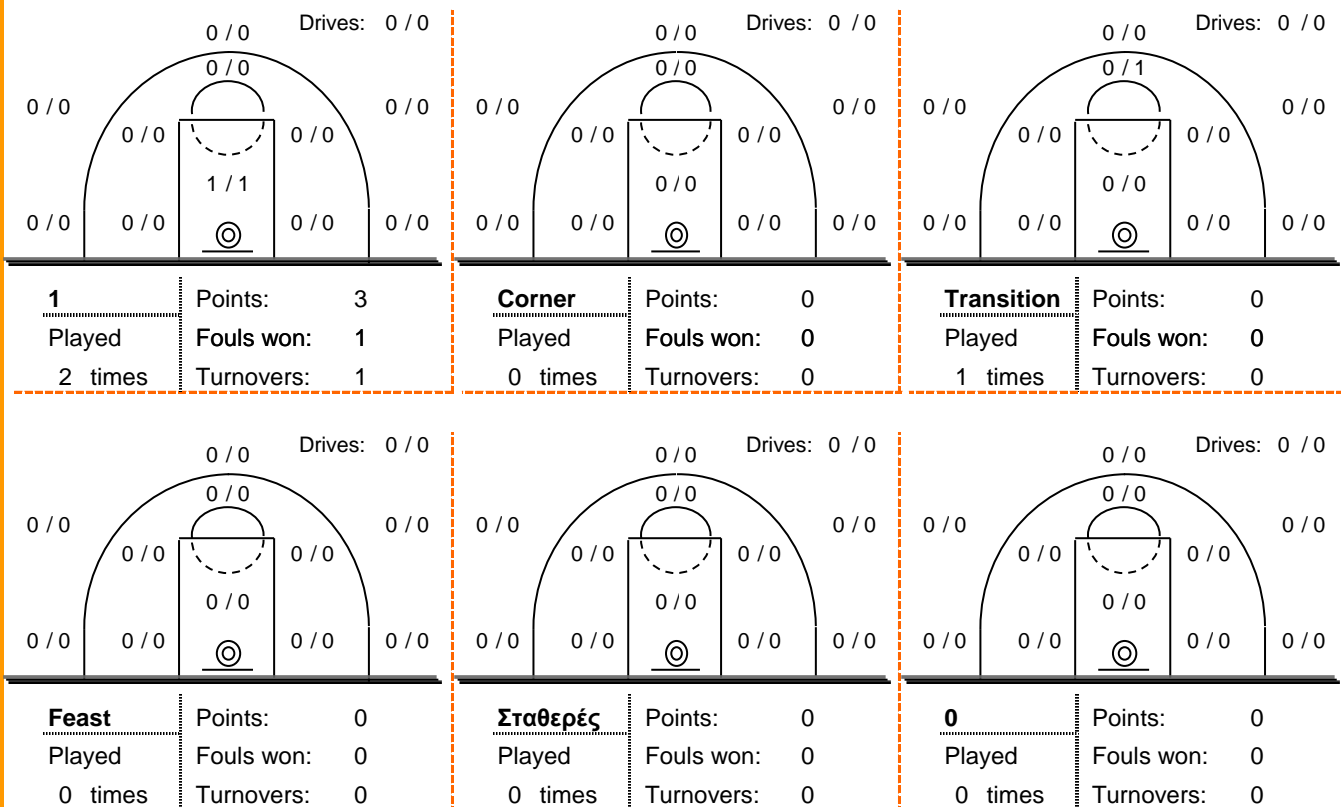 Drives: 0 / 0
0 / 0
0 / 0
0 / 0
0 / 0
0 / 0
0 / 0
1 / 1
0 / 0
0 / 0
0 / 0
0 / 0
1
Points: 3
Played
Fouls won: 1
2 times
Turnovers: 1
Drives: 0 / 0
0 / 0
0 / 0
0 / 0
0 / 0
0 / 0
0 / 0
0 / 0
0 / 0
0 / 0
0 / 0
0 / 0
Corner
Points: 0
Played
Fouls won: 0
0 times
Turnovers: 0
Drives: 0 / 0
0 / 0
0 / 1
0 / 0
0 / 0
0 / 0
0 / 0
0 / 0
0 / 0
0 / 0
0 / 0
0 / 0
Transition
Points: 0
Played
Fouls won: 0
1 times
Turnovers: 0
Drives: 0 / 0
0 / 0
0 / 0
0 / 0
0 / 0
0 / 0
0 / 0
0 / 0
0 / 0
0 / 0
0 / 0
0 / 0
Feast
Points: 0
Played
Fouls won: 0
0 times
Turnovers: 0
Drives: 0 / 0
0 / 0
0 / 0
0 / 0
0 / 0
0 / 0
0 / 0
0 / 0
0 / 0
0 / 0
0 / 0
0 / 0
Σταθερές
Points: 0
Played
Fouls won: 0
0 times
Turnovers: 0
Drives: 0 / 0
0 / 0
0 / 0
0 / 0
0 / 0
0 / 0
0 / 0
0 / 0
0 / 0
0 / 0
0 / 0
0 / 0
0
Points: 0
Played
Fouls won: 0
0 times
Turnovers: 0